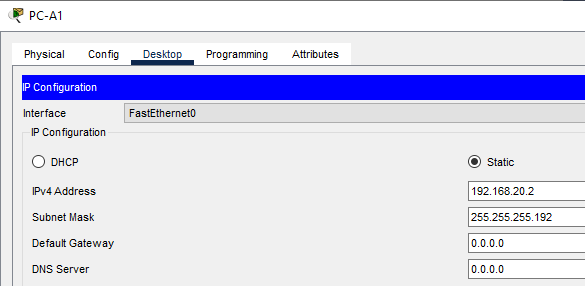 PC-A1
Physical Config Desktop Programming Attributes
IP Configuration
Interface FastEthernet0
IP Configuration
DHCP Static
IPv4 Address 192.168.20.2
Subnet Mask 255.255.255.192
Default Gateway 0.0.0.0
DNS Server 0.0.0.0